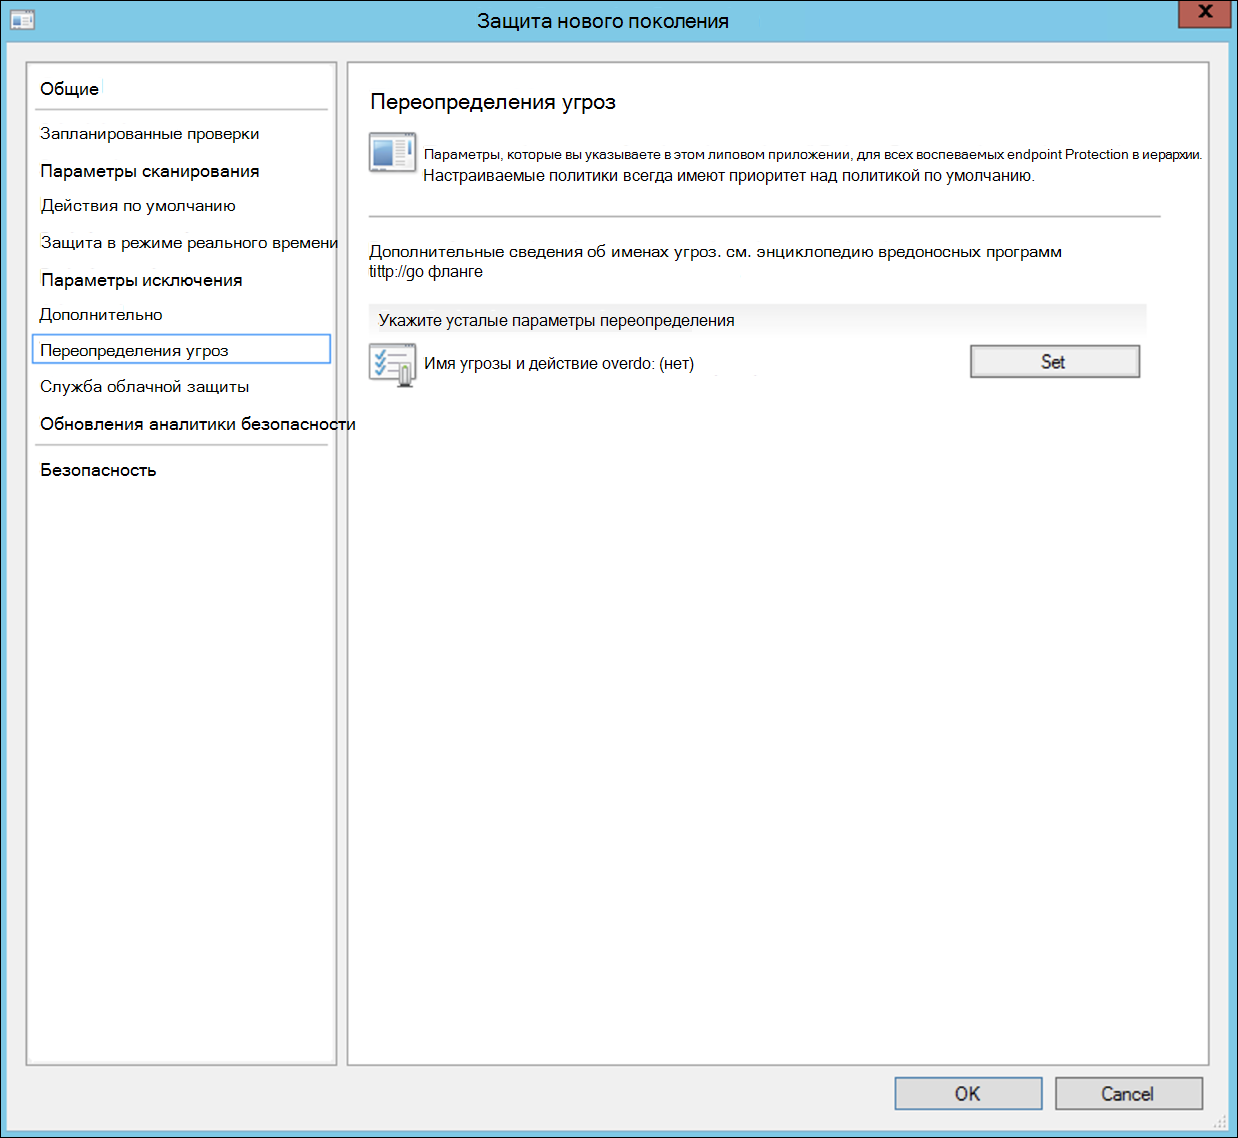 Защита нового поколения
X
Общие
Запланированные проверки
Параметры сканирования
Действия по умолчанию
Защита в режиме реального времени
Параметры исключения
Дополнительно
Переопределения угроз
Служба облачной защиты
Обновления аналитики безопасности
Безопасность
Переопределения угроз
Параметры, которые вы указываете в этом липовом приложении, для всех воспеваемых endpoint Protection в иерархии.
Настраиваемые политики всегда имеют приоритет над политикой по умолчанию.
Дополнительные сведения об именах угроз. см. энциклопедию вредоносных программ
tittp://go фланге
Укажите усталые параметры переопределения
Имя угрозы и действие overdo: (нет)
Set
OK
Cancel